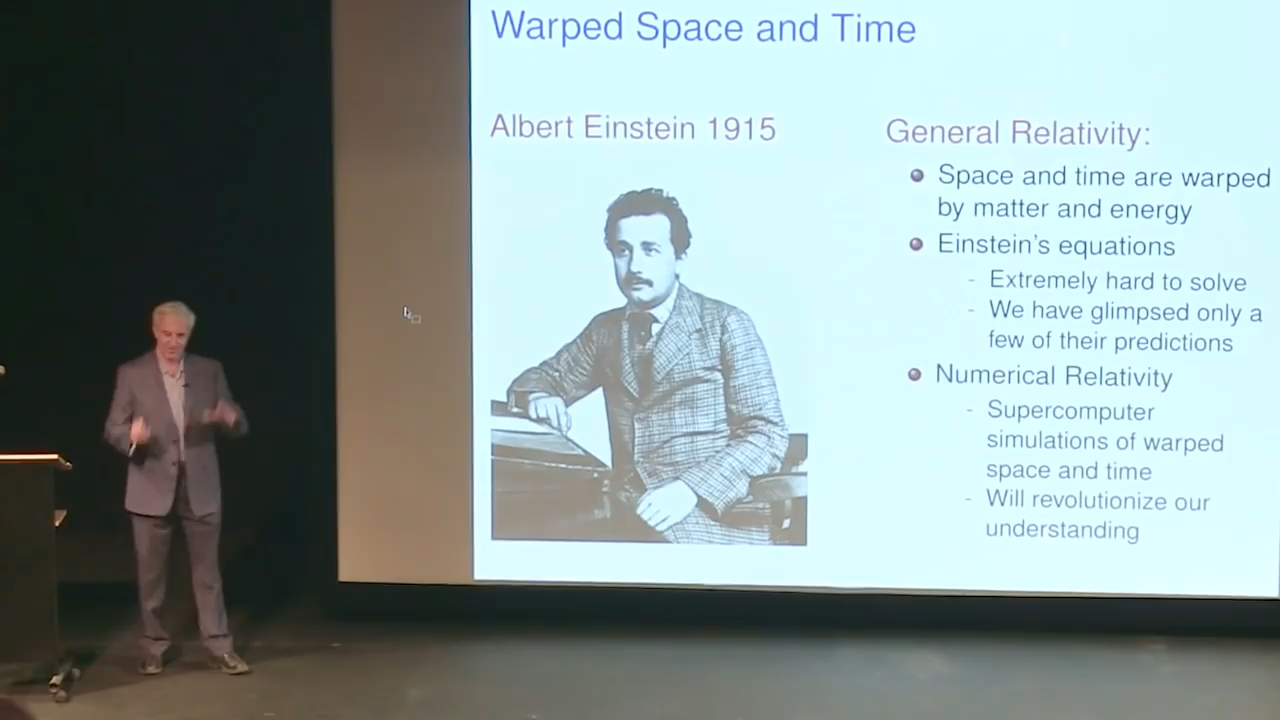 Warped Space and Time
Albert Einstein 1915
General Relativity:
Space and time are warped
by matter and energy
Einstein's equations
- Extremely hard to solve
- We have glimpsed only a
few of their predictions
Numerical Relativity
- Supercomputer
simulations of warped
space and time
- Will revolutionize our
understanding